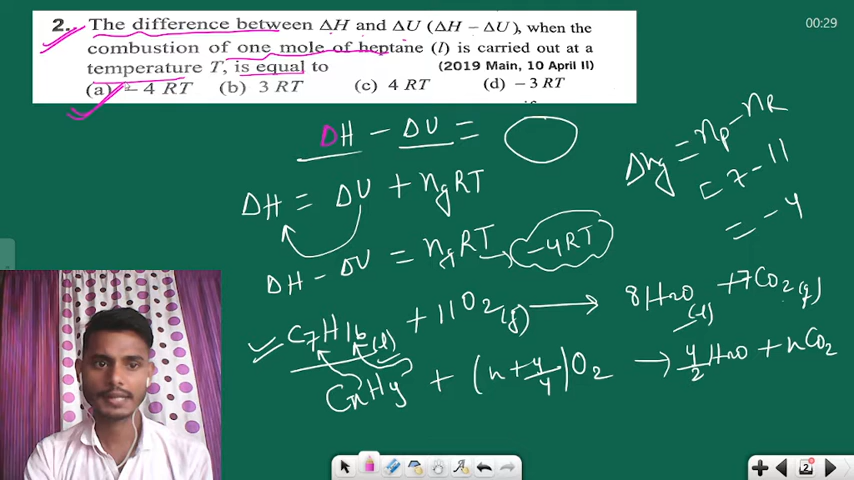 00:29
2. The difference between ΔH and ΔU (ΔH − ΔU), when the
combustion of one mole of heptane (l) is carried out at a
temperature T, is equal to (2019 Main, 10 April II)
(a) − 4 RT (b) 3 RT (c) 4 RT (d) − 3 RT
ΔH − ΔU =
Δng = nP − nR
= 7 − 11
= − 4
ΔH = ΔU + ngRT
ΔH − ΔU = ngRT → −4RT
C7H16(l) + 11O2(g) → 8H2O(l) + 7CO2(g)
CxHy + (x + y/4)O2 → y/2 H2O + xCO2
2